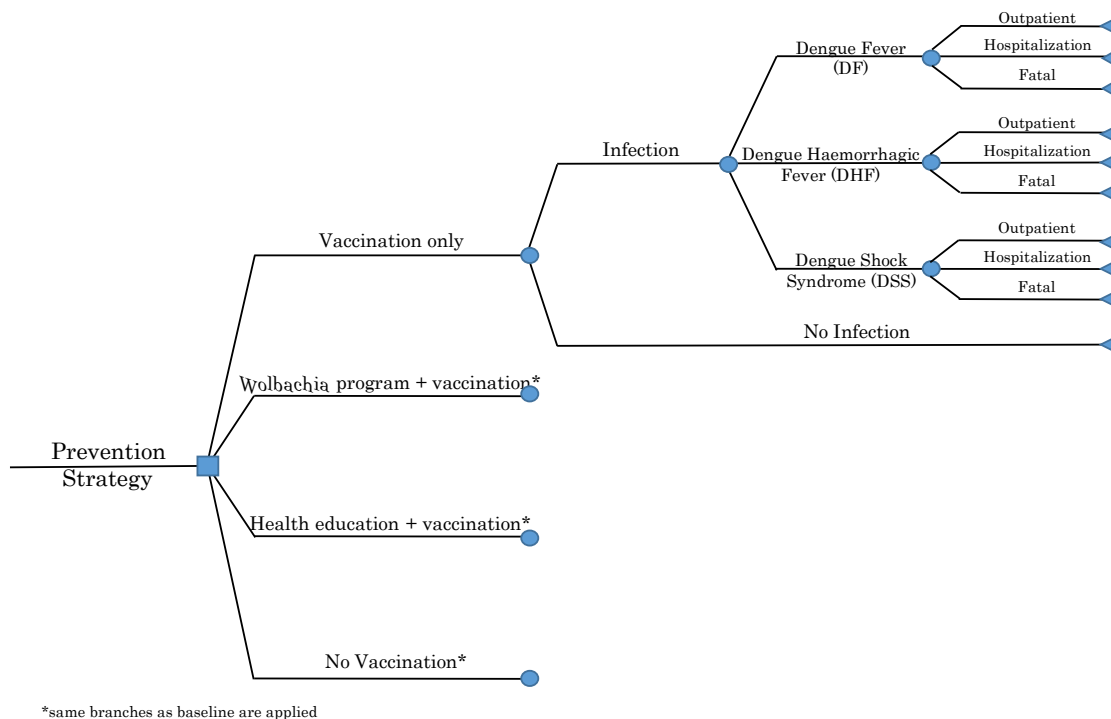 Outpatient
Dengue Fever
(DF)
Hospitalization
Fatal
Outpatient
Infection
Dengue Haemorrhagic
Fever (DHF)
Hospitalization
Fatal
Vaccination only
Outpatient
Dengue Shock
Syndrome (DSS)
Hospitalization
Fatal
No Infection
Wolbachia program + vaccination*
Prevention
Strategy
Health education + vaccination*
No Vaccination*
*same branches as baseline are applied